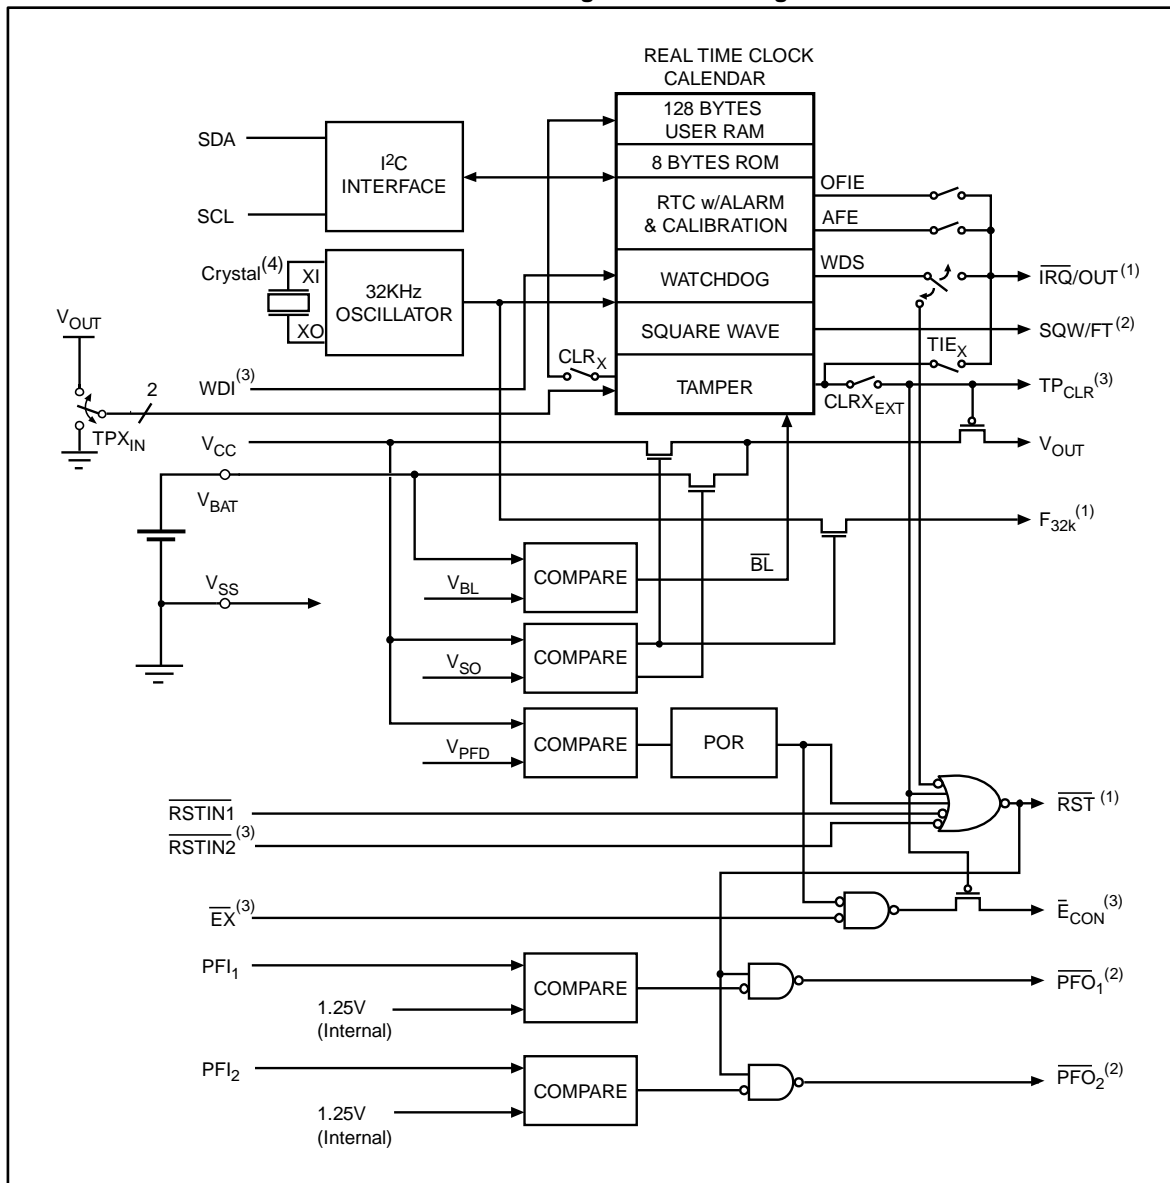 REAL TIME CLOCK
CALENDAR
128 BYTES
USER RAM
8 BYTES ROM
RTC w/ALARM
& CALIBRATION
WATCHDOG
SQUARE WAVE
TAMPER
SDA
SCL
I²C
INTERFACE
Crystal(4)
XI
XO
32KHz
OSCILLATOR
OFIE
AFE
WDS
IRQ/OUT(1)
SQW/FT(2)
TIEX
CLRX
CLRXEXT
TPCLR(3)
VOUT
WDI(3)
2
TPXIN
VCC
VOUT
VBAT
F32k(1)
VSS
VBL
COMPARE
BL
VSO
COMPARE
VPFD
COMPARE
POR
RSTIN1
RSTIN2(3)
RST(1)
EX(3)
ECON(3)
PFI1
1.25V
(Internal)
COMPARE
PFO1(2)
PFI2
1.25V
(Internal)
COMPARE
PFO2(2)